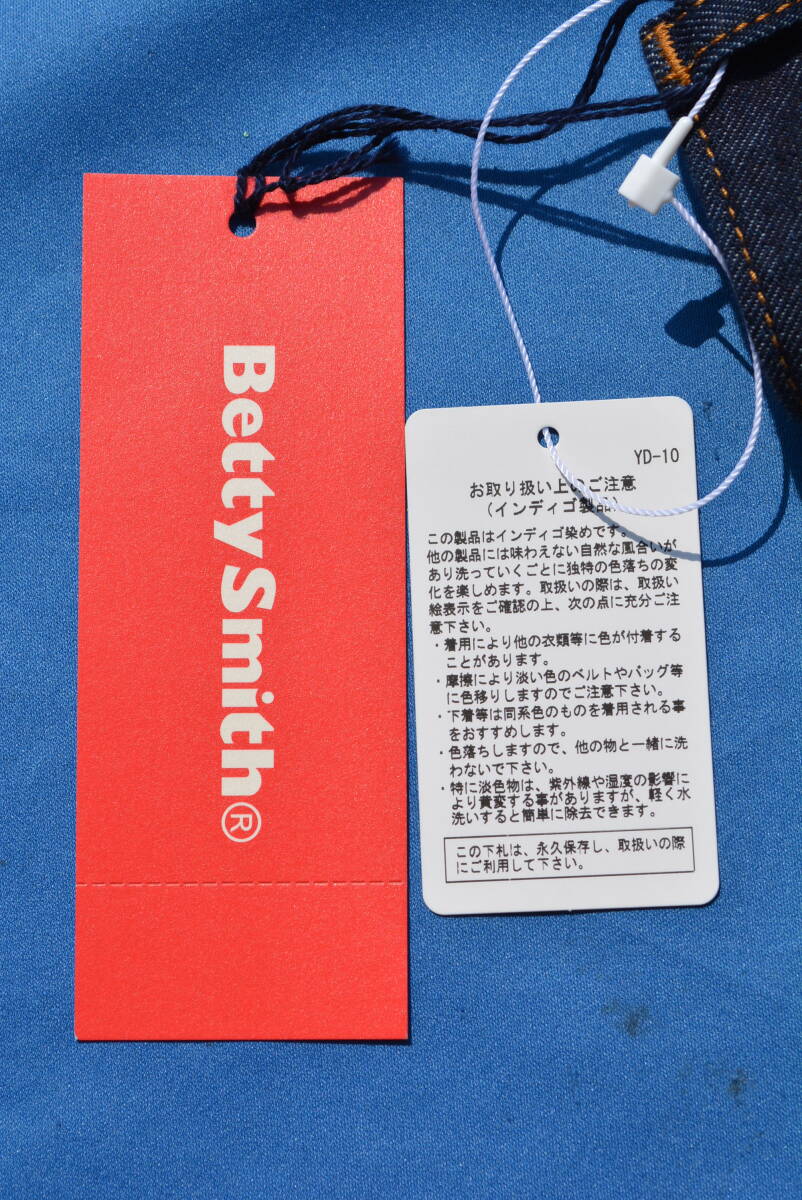 BettySmith®
YD-10
お取り扱い上のご注意
(インディゴ製品)
この製品はインディゴ染めです。
他の製品には味わえない自然な風合いが
あり洗っていくごとに独特の色落ちの変
化を楽しめます。取扱いの際は、取扱い
絵表示をご確認の上、次の点に充分ご注
意下さい。
・着用により他の衣類等に色が付着する
ことがあります。
・摩擦により淡い色のベルトやバッグ等
に色移りしますのでご注意下さい。
・下着等は同系色のものを着用される事
をおすすめします。
・色落ちしますので、他の物と一緒に洗
わないで下さい。
・特に淡色物は、紫外線や湿度の影響に
より黄変する事がありますが、軽く水
洗いすると簡単に除去できます。
この下札は、永久保存し、取扱いの際
にご利用して下さい。